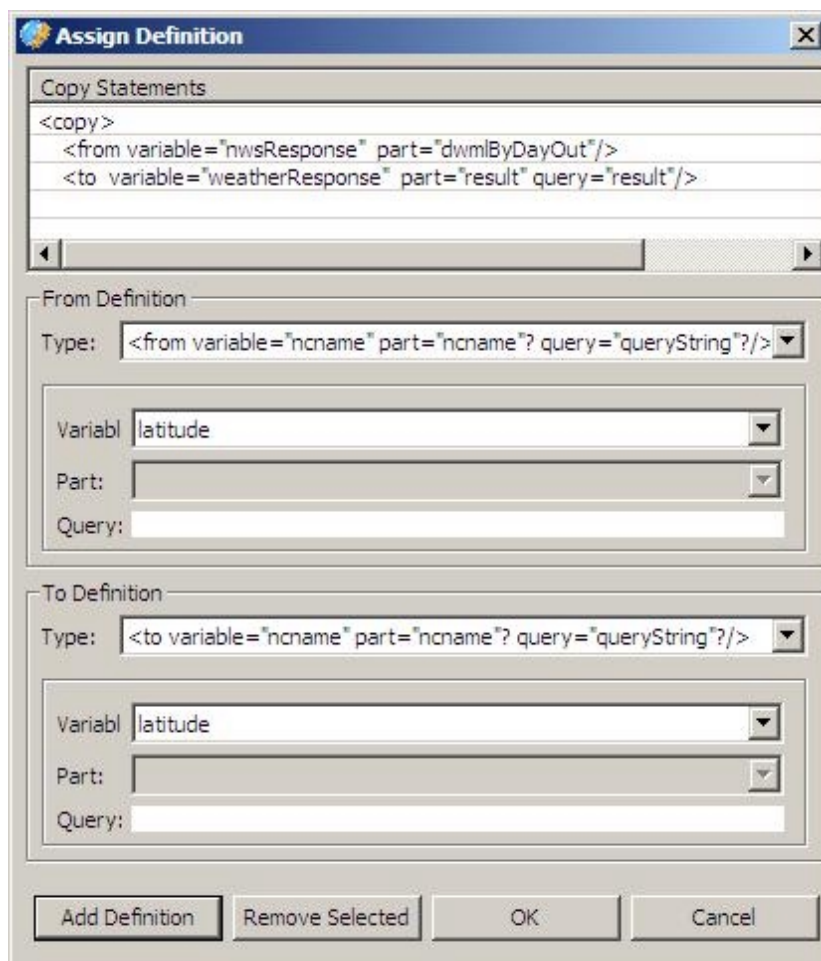 Assign Definition
Copy Statements
<copy>
<from variable="nwsResponse" part="dwmlByDayOut"/>
<to variable="weatherResponse" part="result" query="result"/>
From Definition
Type: <from variable="ncname" part="ncname"? query="queryString"?/>
Variabl latitude
Part:
Query:
To Definition
Type: <to variable="ncname" part="ncname"? query="queryString"?/>
Variabl latitude
Part:
Query:
Add Definition Remove Selected OK Cancel